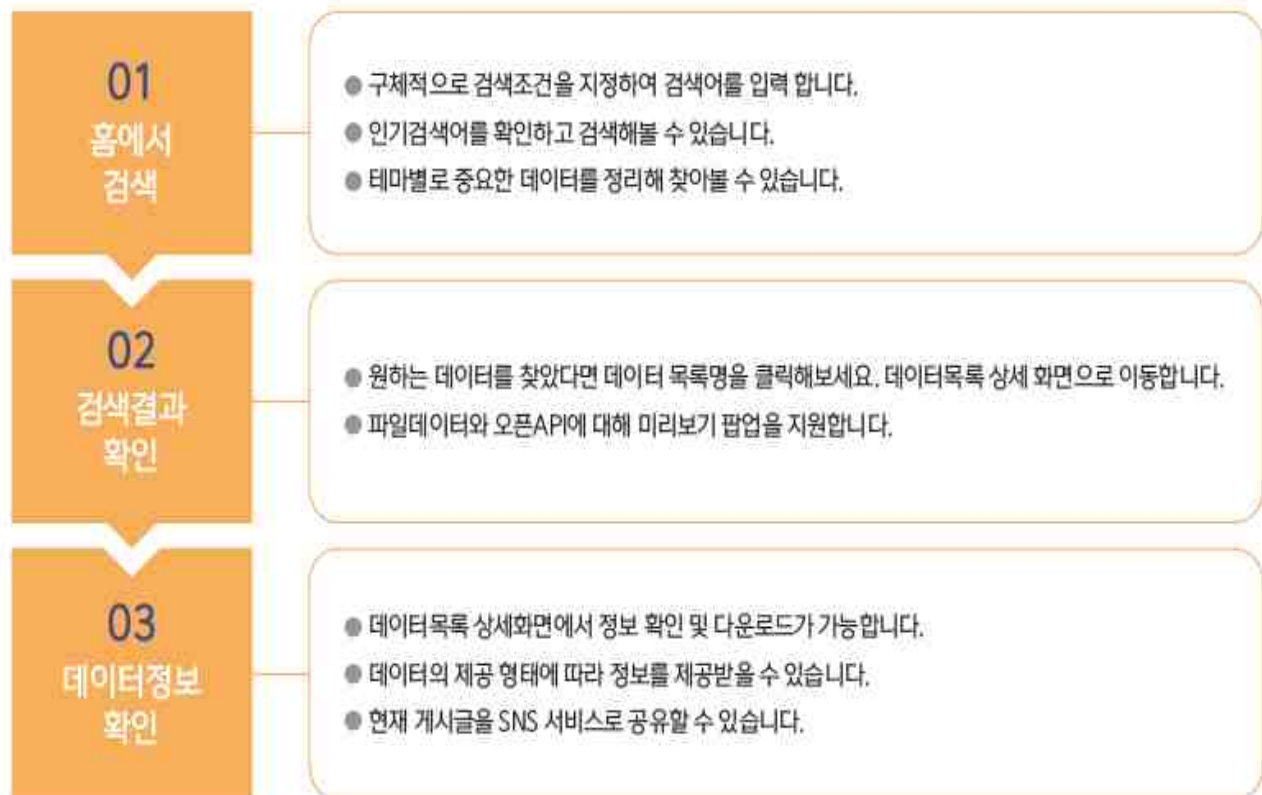 01
홈에서
검색
● 구체적으로 검색조건을 지정하여 검색어를 입력 합니다.
● 인기검색어를 확인하고 검색해볼 수 있습니다.
● 테마별로 중요한 데이터를 정리해 찾아볼 수 있습니다.
02
검색결과
확인
● 원하는 데이터를 찾았다면 데이터 목록명을 클릭해보세요. 데이터목록 상세 화면으로 이동합니다.
● 파일데이터와 오픈API에 대해 미리보기 팝업을 지원합니다.
03
데이터정보
확인
● 데이터목록 상세화면에서 정보 확인 및 다운로드가 가능합니다.
● 데이터의 제공 형태에 따라 정보를 제공받을 수 있습니다.
● 현재 게시글을 SNS 서비스로 공유할 수 있습니다.